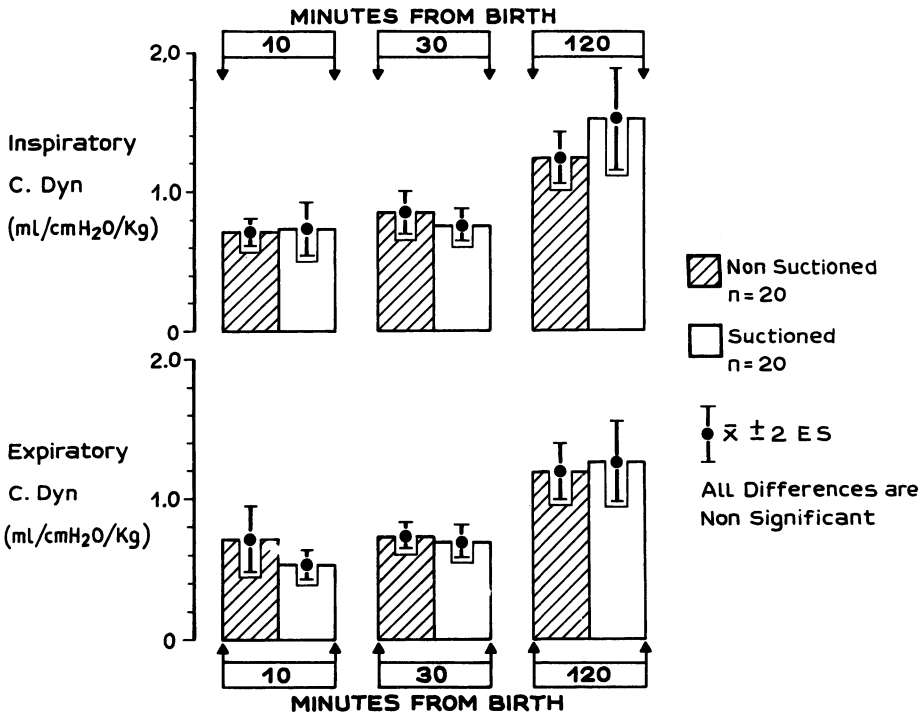 MINUTES FROM BIRTH
10 30 120
2,0
1.0
0
Inspiratory
C. Dyn
(ml/cmH₂O/Kg)
Non Suctioned
n=20
Suctioned
n=20
x̄ ±2 ES
All Differences are
Non Significant
2.0
1.0
0
Expiratory
C. Dyn
(ml/cmH₂O/Kg)
10 30 120
MINUTES FROM BIRTH